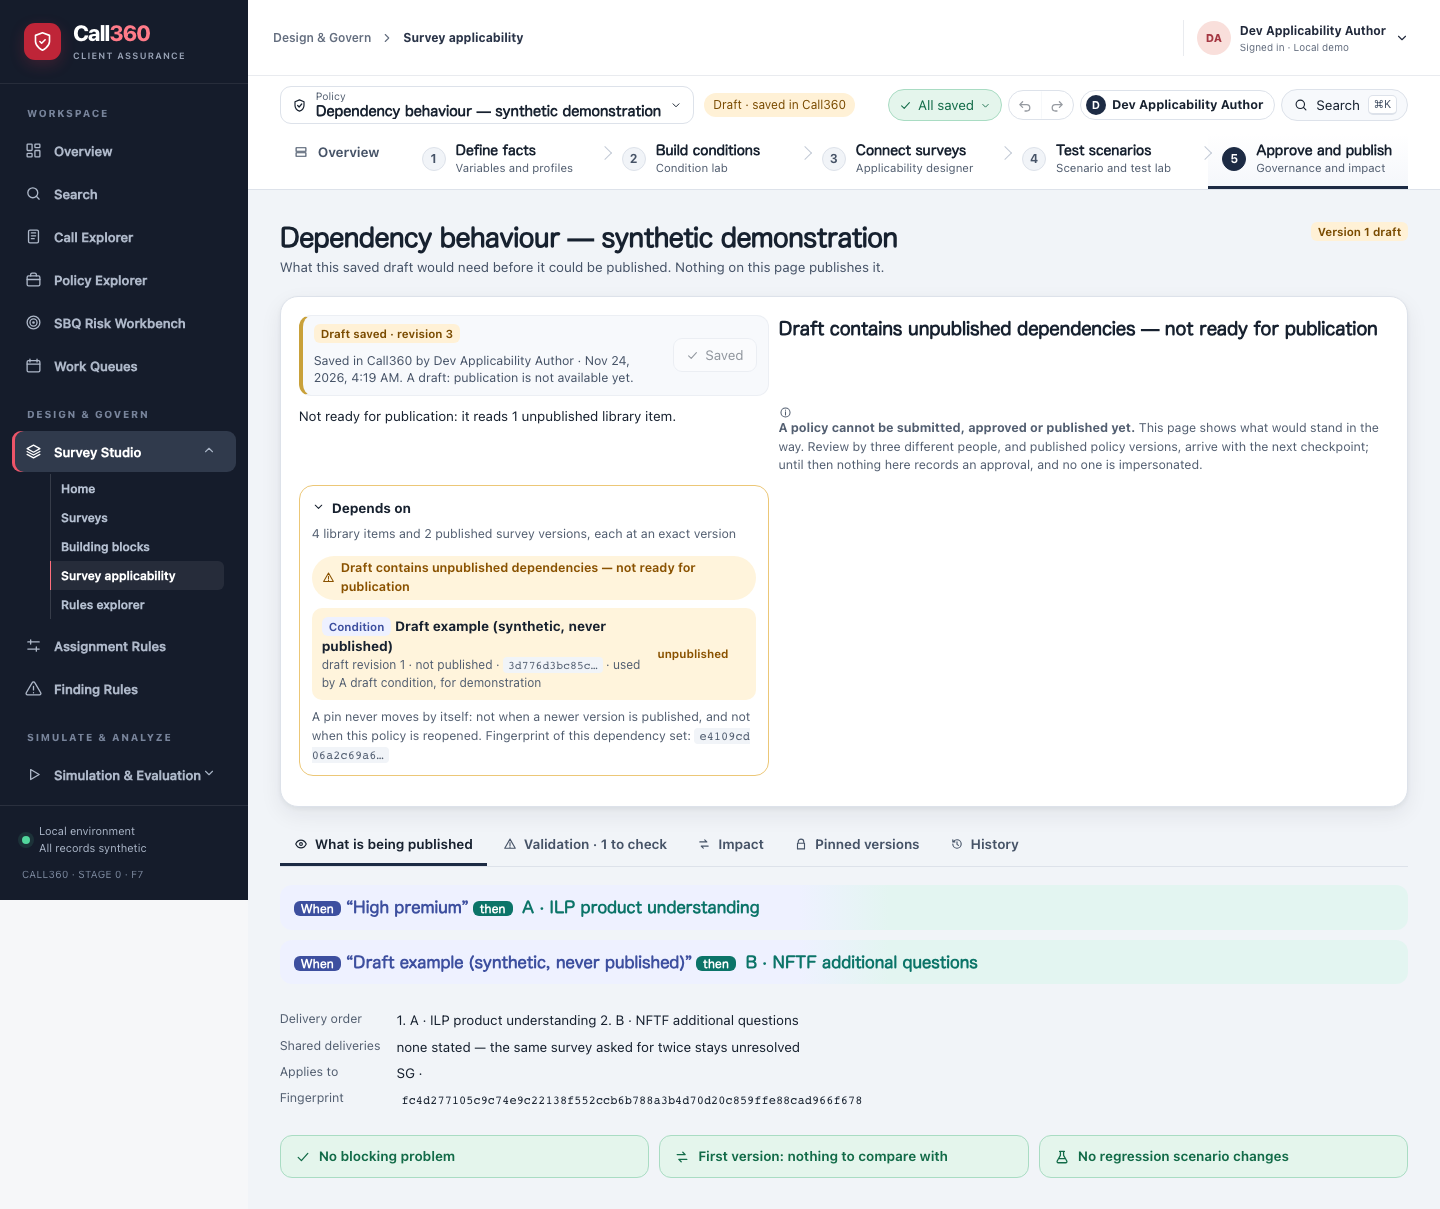 Call360
CLIENT ASSURANCE
WORKSPACE
Overview
Search
Call Explorer
Policy Explorer
SBQ Risk Workbench
Work Queues
DESIGN & GOVERN
Survey Studio
Home
Surveys
Building blocks
Survey applicability
Rules explorer
Assignment Rules
Finding Rules
SIMULATE & ANALYZE
Simulation & Evaluation
Local environment
All records synthetic
CALL360 · STAGE 0 · F7
Design & Govern > Survey applicability
DA
Dev Applicability Author
Signed in · Local demo
Policy
Dependency behaviour — synthetic demonstration
Draft · saved in Call360
All saved
D Dev Applicability Author
Search ⌘K
Overview
1 Define facts
Variables and profiles
2 Build conditions
Condition lab
3 Connect surveys
Applicability designer
4 Test scenarios
Scenario and test lab
5 Approve and publish
Governance and impact
Dependency behaviour — synthetic demonstration
Version 1 draft
What this saved draft would need before it could be published. Nothing on this page publishes it.
Draft saved · revision 3
Saved in Call360 by Dev Applicability Author · Nov 24,
2026, 4:19 AM. A draft: publication is not available yet.
Saved
Draft contains unpublished dependencies — not ready for publication
Not ready for publication: it reads 1 unpublished library item.
A policy cannot be submitted, approved or published yet. This page shows what would stand in the
way. Review by three different people, and published policy versions, arrive with the next checkpoint;
until then nothing here records an approval, and no one is impersonated.
Depends on
4 library items and 2 published survey versions, each at an exact version
Draft contains unpublished dependencies — not ready for
publication
Condition Draft example (synthetic, never
published)
draft revision 1 · not published · 3d776d3bc85c… · used
by A draft condition, for demonstration
unpublished
A pin never moves by itself: not when a newer version is published, and not
when this policy is reopened. Fingerprint of this dependency set: e4109cd
06a2c69a6…
What is being published
Validation · 1 to check
Impact
Pinned versions
History
When “High premium” then A · ILP product understanding
When “Draft example (synthetic, never published)” then B · NFTF additional questions
Delivery order 1. A · ILP product understanding 2. B · NFTF additional questions
Shared deliveries none stated — the same survey asked for twice stays unresolved
Applies to SG ·
Fingerprint fc4d277105c9c74e9c22138f552ccb6b788a3b4d70d20c859ffe88cad966f678
No blocking problem
First version: nothing to compare with
No regression scenario changes